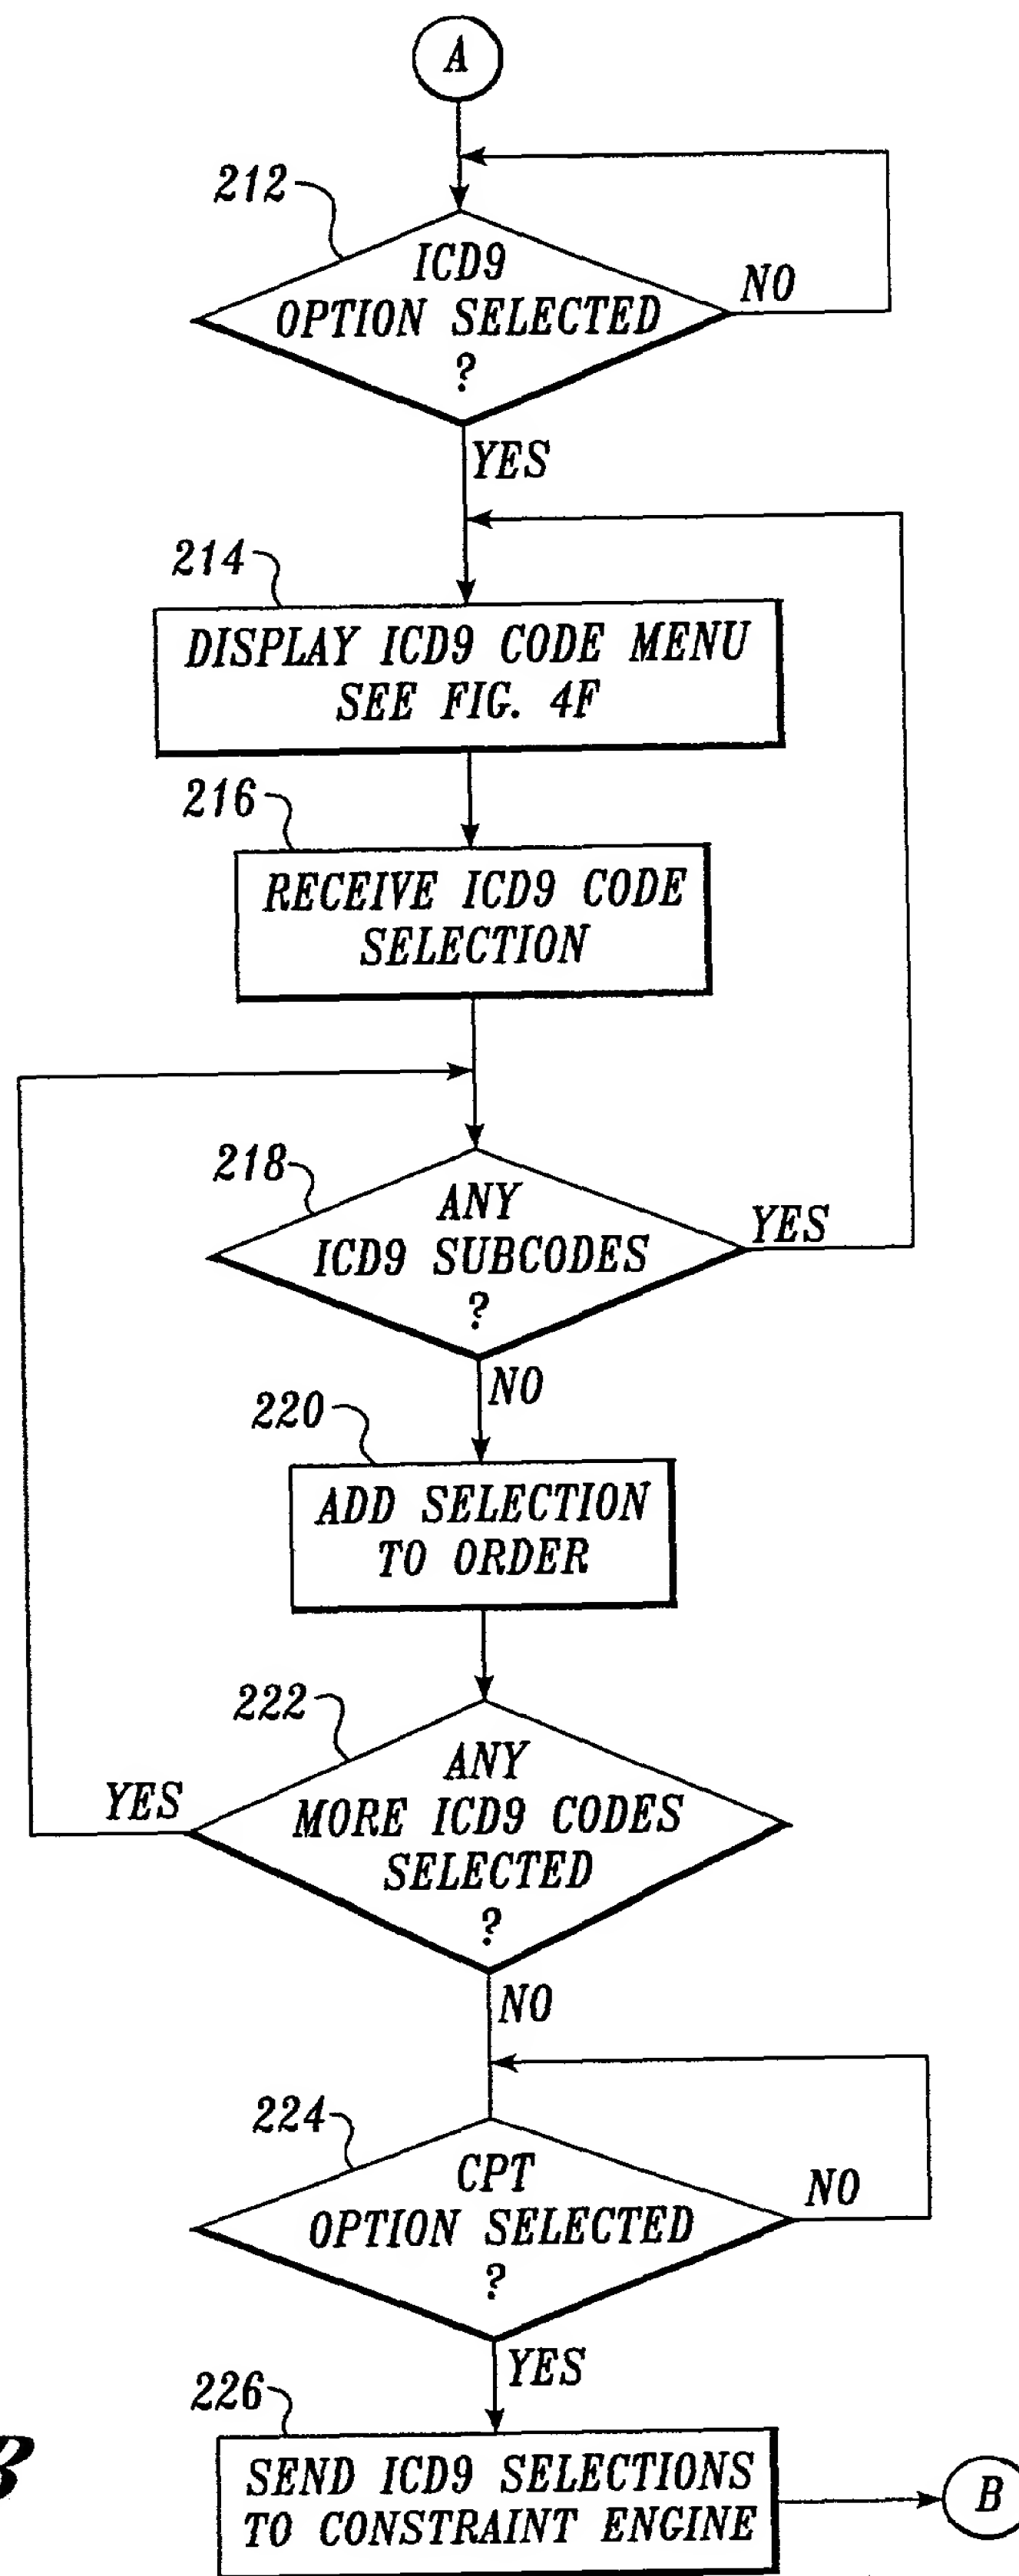 A
212
ICD9
OPTION SELECTED
?
NO
YES
214
DISPLAY ICD9 CODE MENU
SEE FIG. 4F
216
RECEIVE ICD9 CODE
SELECTION
218
ANY
ICD9 SUBCODES
?
YES
NO
220
ADD SELECTION
TO ORDER
222
ANY
MORE ICD9 CODES
SELECTED
?
YES
NO
224
CPT
OPTION SELECTED
?
NO
YES
226
SEND ICD9 SELECTIONS
TO CONSTRAINT ENGINE
B
B